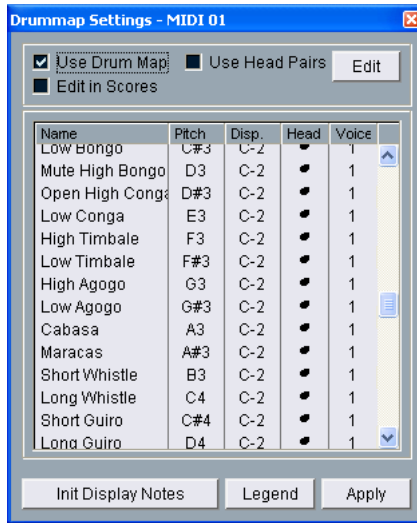 Drummap Settings - MIDI 01
Use Drum Map Use Head Pairs Edit
Edit in Scores
Name Pitch Disp. Head Voice
Low Bongo C#3 C-2 1
Mute High Bongo D3 C-2 1
Open High Conga D#3 C-2 1
Low Conga E3 C-2 1
High Timbale F3 C-2 1
Low Timbale F#3 C-2 1
High Agogo G3 C-2 1
Low Agogo G#3 C-2 1
Cabasa A3 C-2 1
Maracas A#3 C-2 1
Short Whistle B3 C-2 1
Long Whistle C4 C-2 1
Short Guiro C#4 C-2 1
Long Guiro D4 C-2 1
Init Display Notes Legend Apply